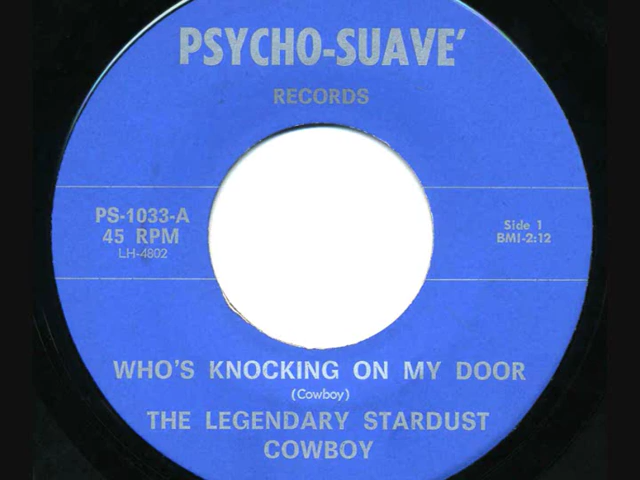 PSYCHO-SUAVE'
RECORDS
PS-1033-A
45 RPM
LH-4802
Side 1
BMI-2:12
WHO'S KNOCKING ON MY DOOR
(Cowboy)
THE LEGENDARY STARDUST
COWBOY